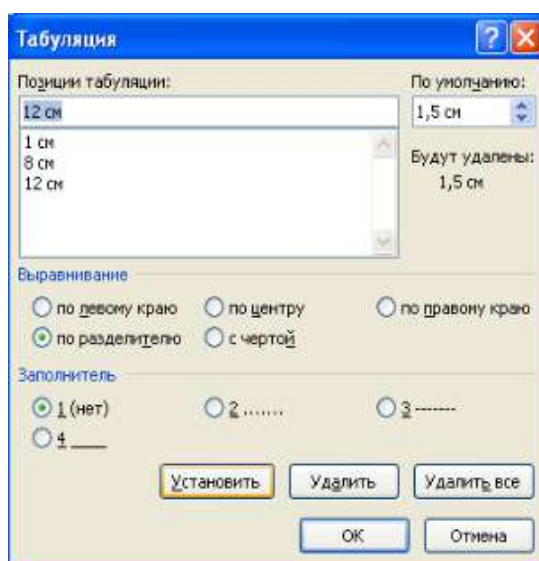 Табуляция
Позиции табуляции:
По умолчанию:
12 см
1,5 см
1 см
8 см
12 см
Будут удалены:
1,5 см
Выравнивание
по левому краю
по центру
по правому краю
по разделителю
с чертой
Заполнитель
1 (нет)
2 .......
3 -------
4 ____
Установить
Удалить
Удалить все
ОК
Отмена